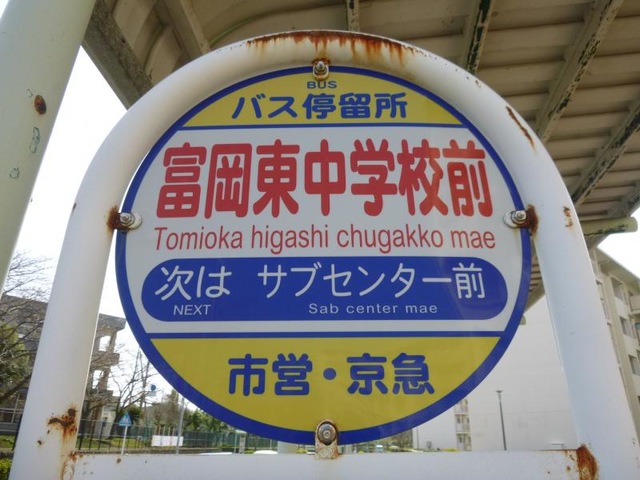 BUS
バス停留所
富岡東中学校前
Tomioka higashi chugakko mae
次は サブセンター前
NEXT Sab center mae
市営・京急